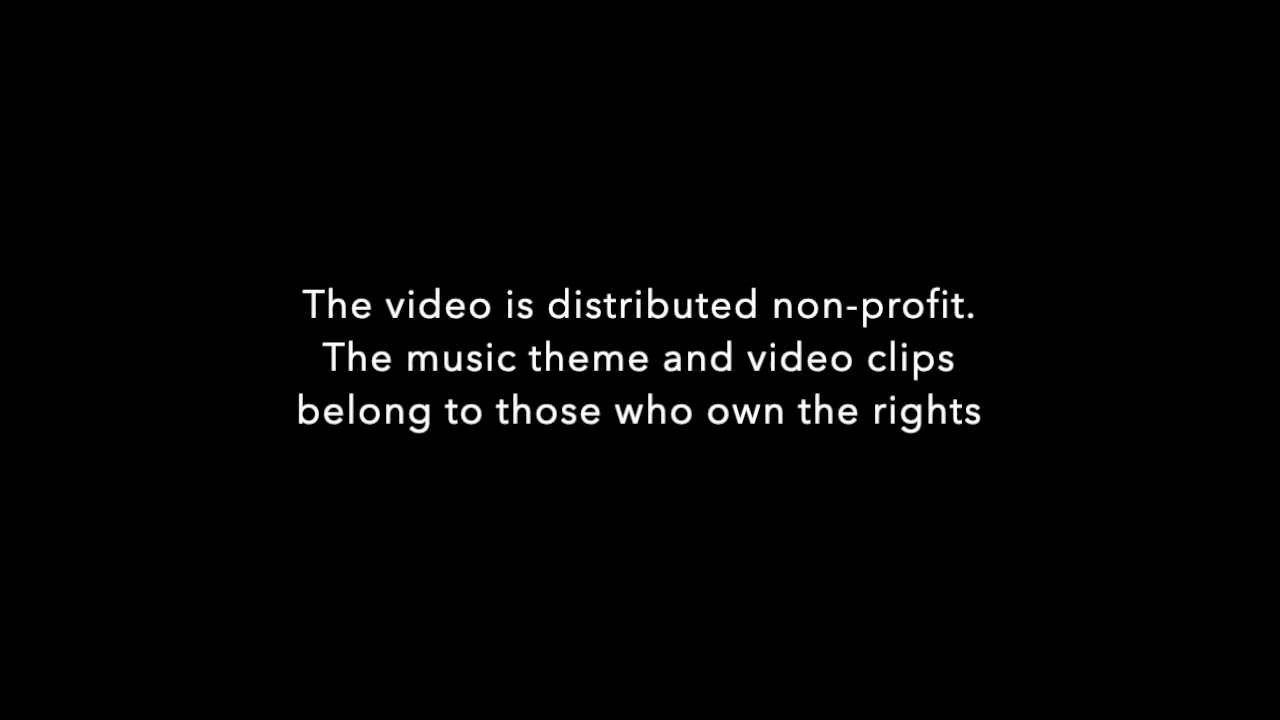 The video is distributed non-profit.
The music theme and video clips
belong to those who own the rights